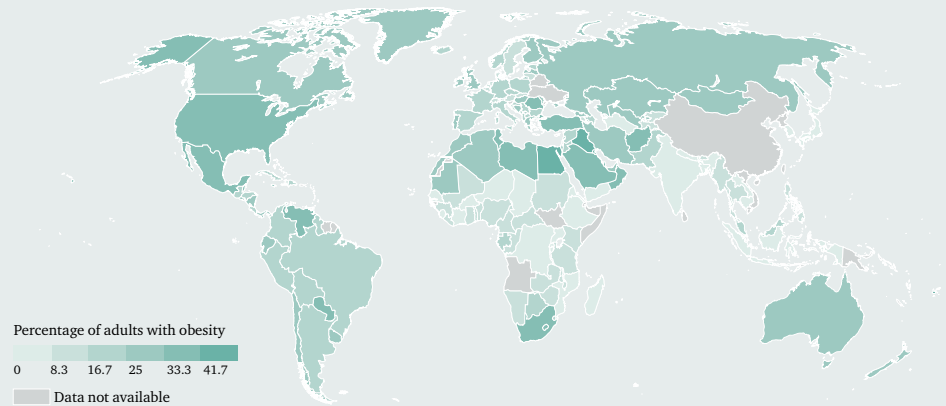 Percentage of adults with obesity
0 8.3 16.7 25 33.3 41.7
Data not available